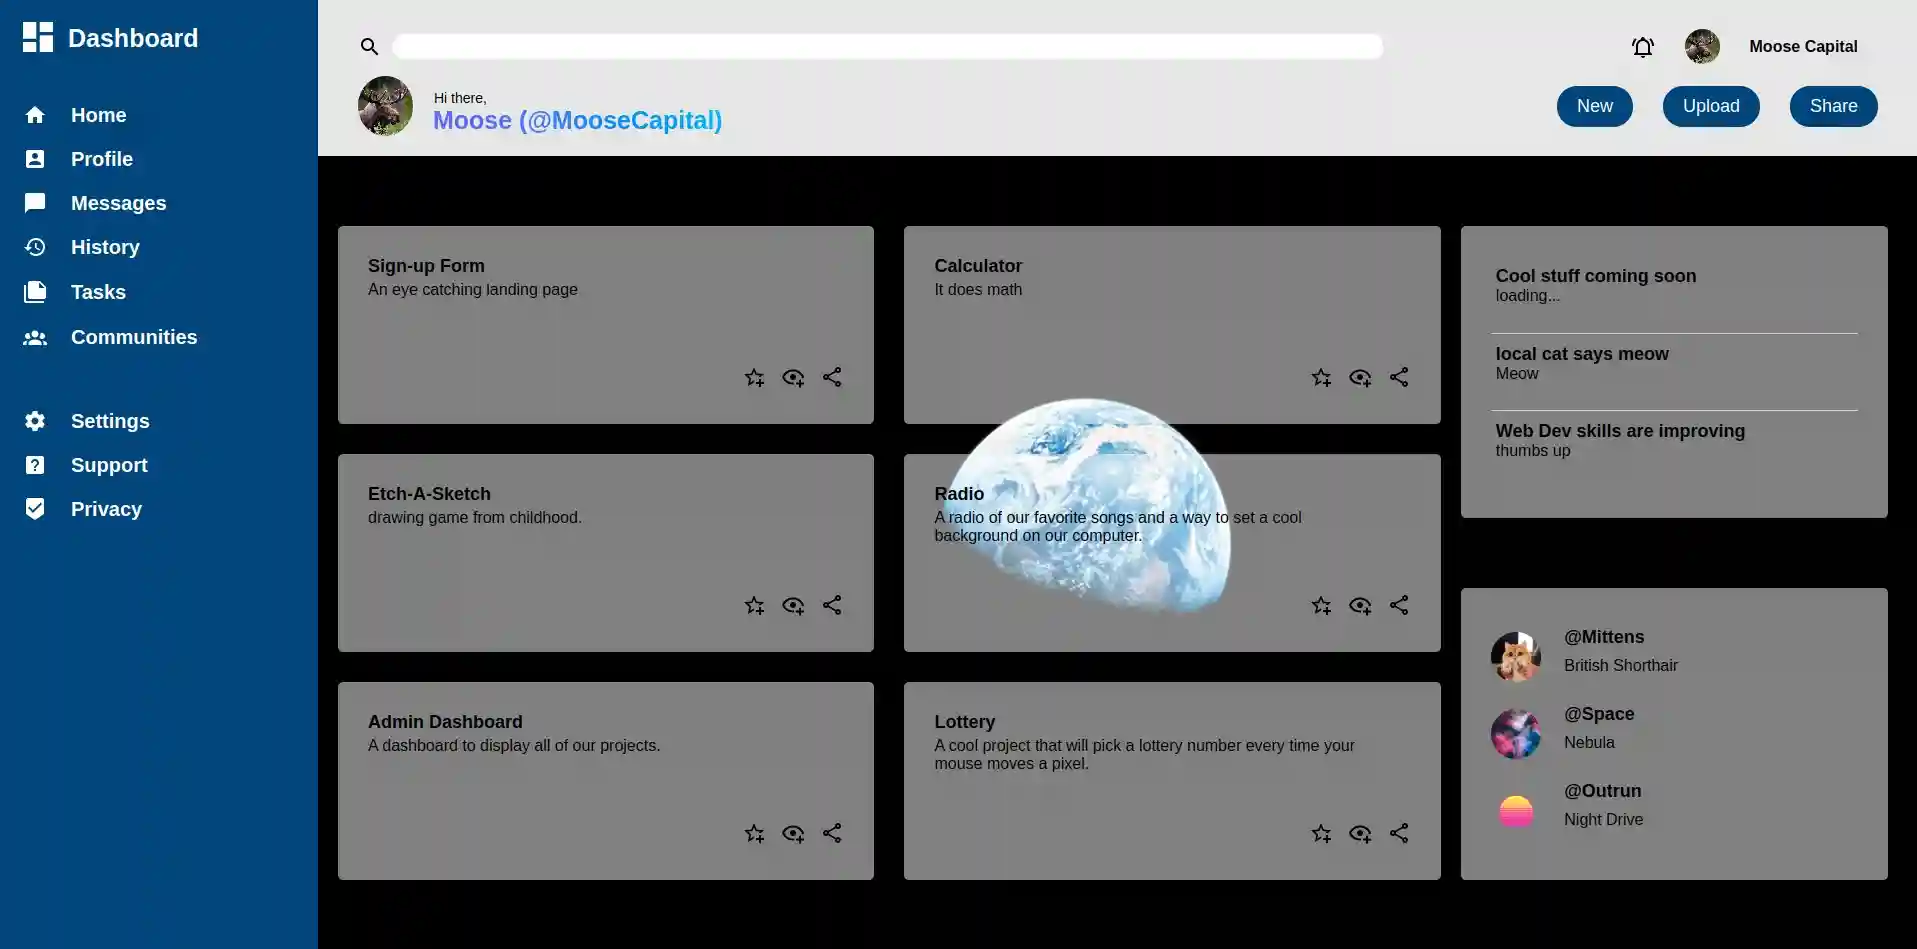 Dashboard
Home
Profile
Messages
History
Tasks
Communities
Settings
Support
Privacy
Moose Capital
Hi there,
Moose (@MooseCapital)
New
Upload
Share
Sign-up Form
An eye catching landing page
Calculator
It does math
Etch-A-Sketch
drawing game from childhood.
Radio
A radio of our favorite songs and a way to set a cool
background on our computer.
Admin Dashboard
A dashboard to display all of our projects.
Lottery
A cool project that will pick a lottery number every time your
mouse moves a pixel.
Cool stuff coming soon
loading...
local cat says meow
Meow
Web Dev skills are improving
thumbs up
@Mittens
British Shorthair
@Space
Nebula
@Outrun
Night Drive